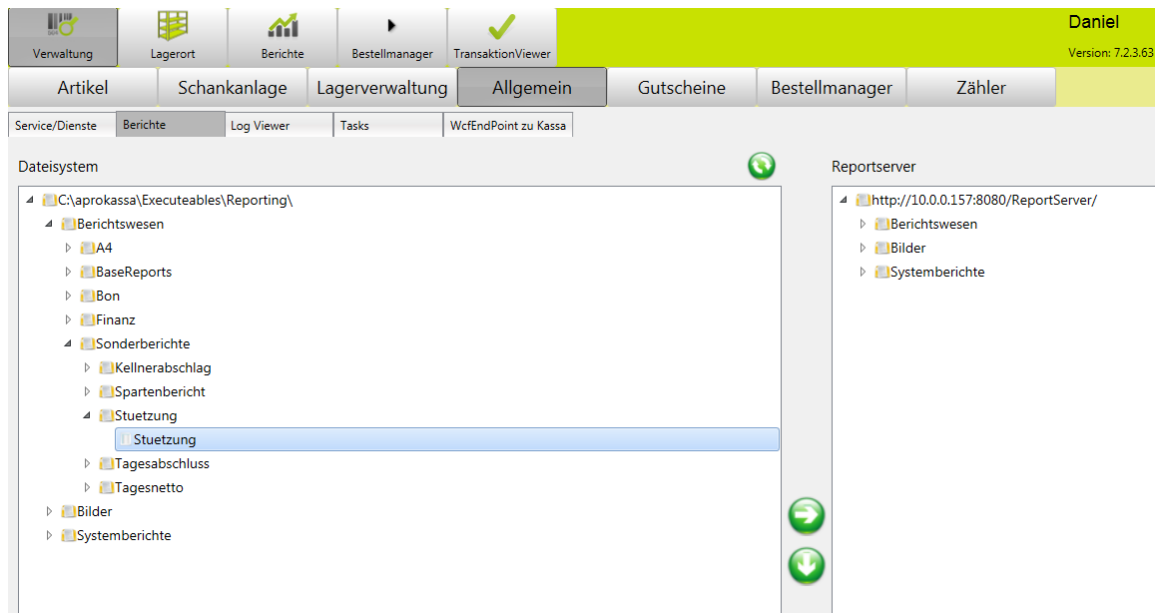 Verwaltung Lagerort Berichte Bestellmanager TransaktionViewer
Daniel
Version: 7.2.3.63
Artikel Schankanlage Lagerverwaltung Allgemein Gutscheine Bestellmanager Zähler
Service/Dienste Berichte Log Viewer Tasks WcfEndPoint zu Kassa
Dateisystem
C:\aprokassa\Executeables\Reporting\
Berichtswesen
A4
BaseReports
Bon
Finanz
Sonderberichte
Kellnerabschlag
Spartenbericht
Stuetzung
Stuetzung
Tagesabschluss
Tagesnetto
Bilder
Systemberichte
Reportserver
http://10.0.0.157:8080/ReportServer/
Berichtswesen
Bilder
Systemberichte